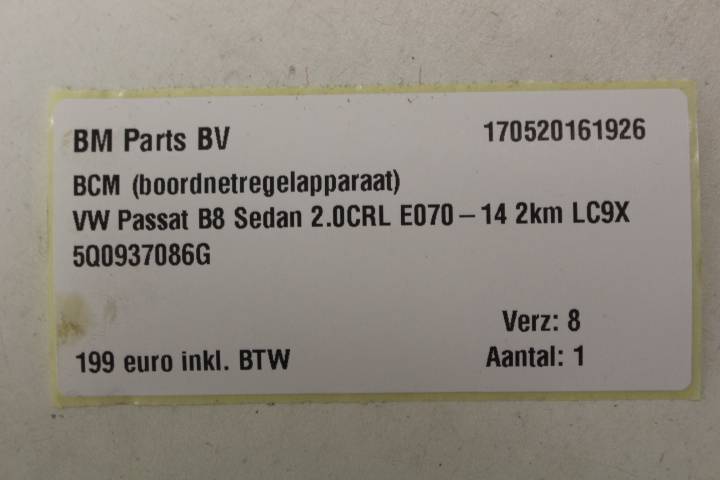 BM Parts BV 170520161926
BCM (boordnetregelapparaat)
VW Passat B8 Sedan 2.0CRL E070-14 2km LC9X
5Q0937086G
Verz: 8
199 euro inkl. BTW Aantal: 1